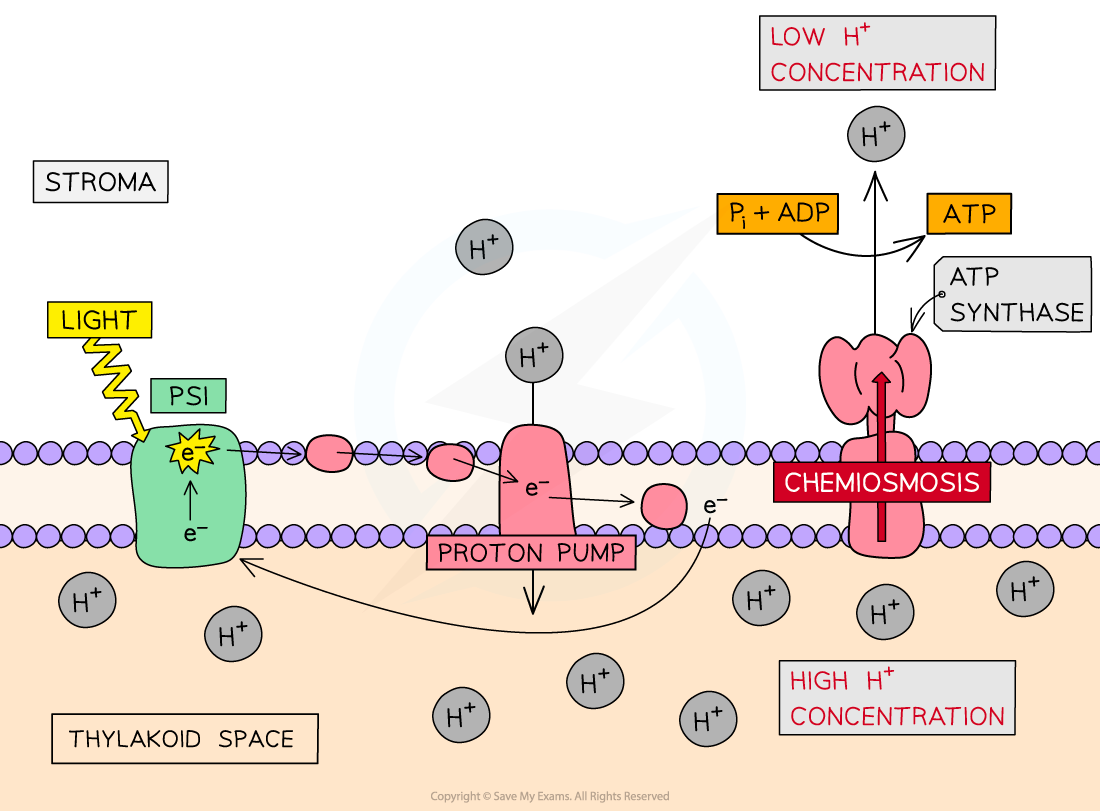 LOW H⁺
CONCENTRATION
H⁺
STROMA
Pᵢ + ADP
ATP
H⁺
ATP
SYNTHASE
LIGHT
H⁺
PSI
e⁻
e⁻
CHEMIOSMOSIS
e⁻
e⁻
PROTON PUMP
H⁺
H⁺
H⁺
H⁺
H⁺
H⁺
HIGH H⁺
CONCENTRATION
H⁺
H⁺
THYLAKOID SPACE
Copyright © Save My Exams. All Rights Reserved